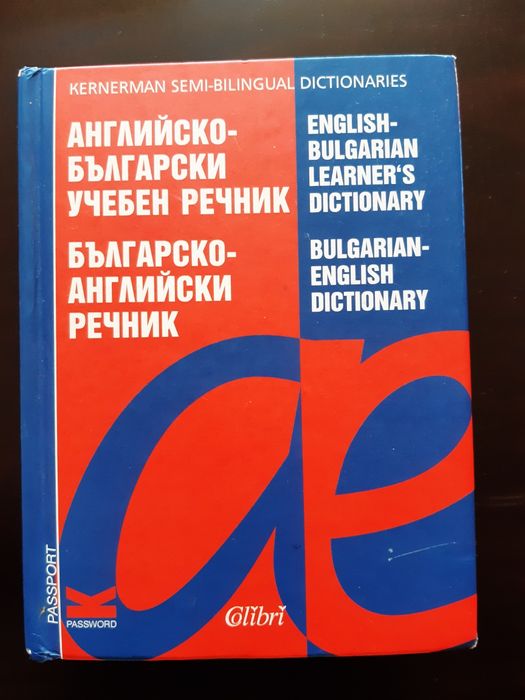 KERNERMAN SEMI-BILINGUAL DICTIONARIES
АНГЛИЙСКО-
БЪЛГАРСКИ
УЧЕБЕН РЕЧНИК
БЪЛГАРСКО-
АНГЛИЙСКИ
РЕЧНИК
ENGLISH-
BULGARIAN
LEARNER'S
DICTIONARY
BULGARIAN-
ENGLISH
DICTIONARY
æ
PASSPORT
K
PASSWORD
Colibri